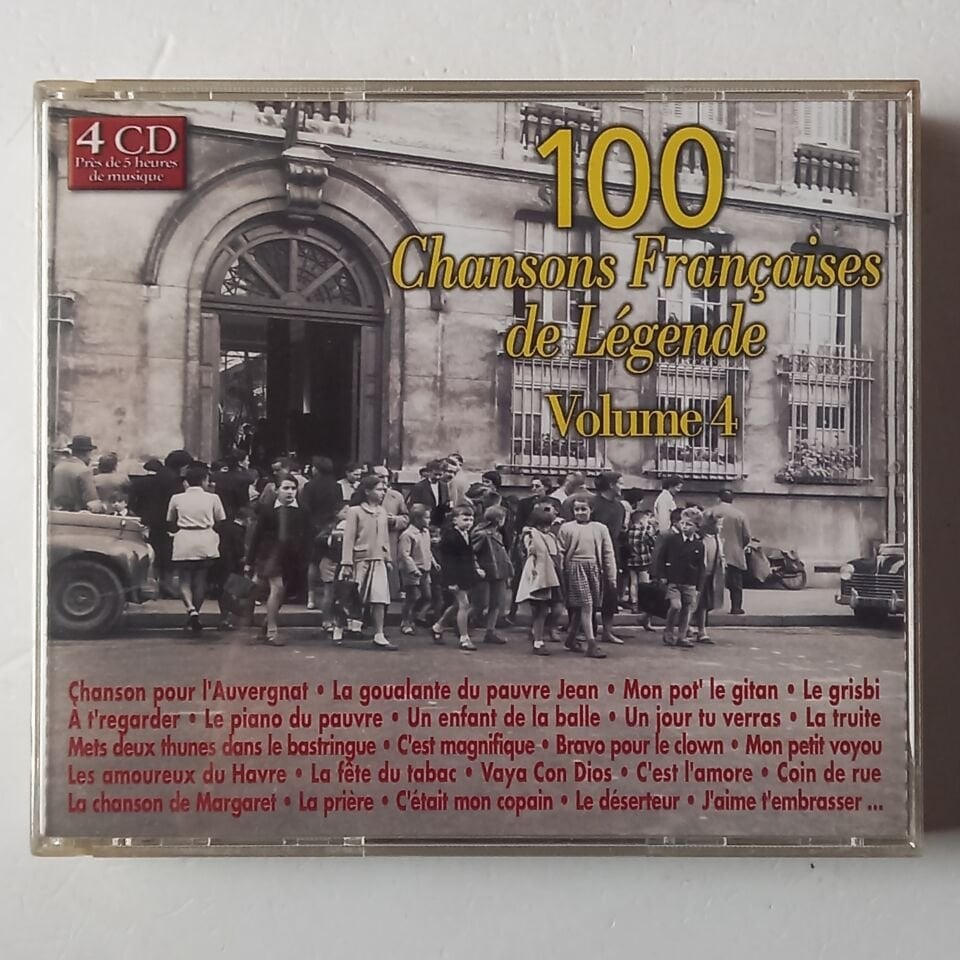 4 CD
Près de 5 heures
de musique
100
Chansons Françaises
de Légende
Volume 4
Chanson pour l'Auvergnat • La goualante du pauvre Jean • Mon pot' le gitan • Le grisbi
A t'regarder • Le piano du pauvre • Un enfant de la balle • Un jour tu verras • La truite
Mets deux thunes dans le bastringue • C'est magnifique • Bravo pour le clown • Mon petit voyou
Les amoureux du Havre • La fête du tabac • Vaya Con Dios • C'est l'amore • Coin de rue
La chanson de Margaret • La prière • C'était mon copain • Le déserteur • J'aime t'embrasser ...